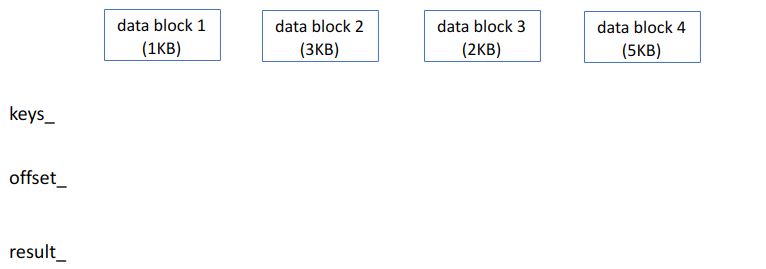 data block 1
(1KB)
data block 2
(3KB)
data block 3
(2KB)
data block 4
(5KB)
keys_
offset_
result_